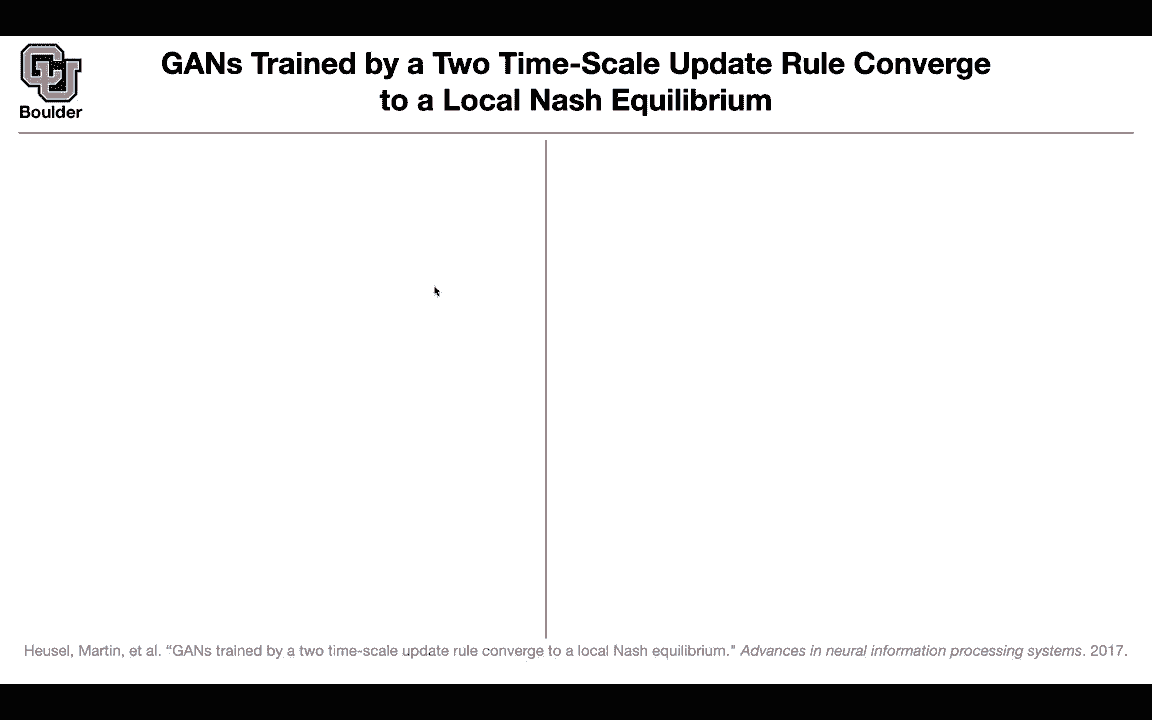 GANs Trained by a Two Time-Scale Update Rule Converge
to a Local Nash Equilibrium
CU
Boulder
Heusel, Martin, et al. “GANs trained by a two time-scale update rule converge to a local Nash equilibrium.” Advances in neural information processing systems. 2017.